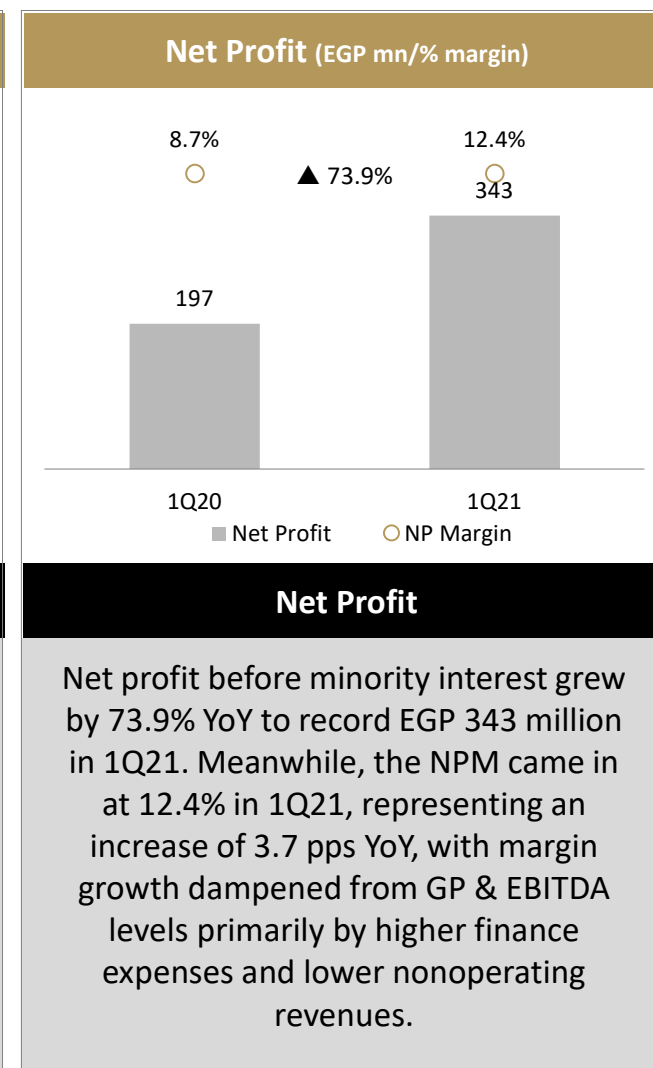 Net Profit (EGP mn/% margin)
8.7% 12.4%
▲ 73.9%
343
197
1Q20 1Q21
Net Profit NP Margin
Net Profit
Net profit before minority interest grew
by 73.9% YoY to record EGP 343 million
in 1Q21. Meanwhile, the NPM came in
at 12.4% in 1Q21, representing an
increase of 3.7 pps YoY, with margin
growth dampened from GP & EBITDA
levels primarily by higher finance
expenses and lower nonoperating
revenues.